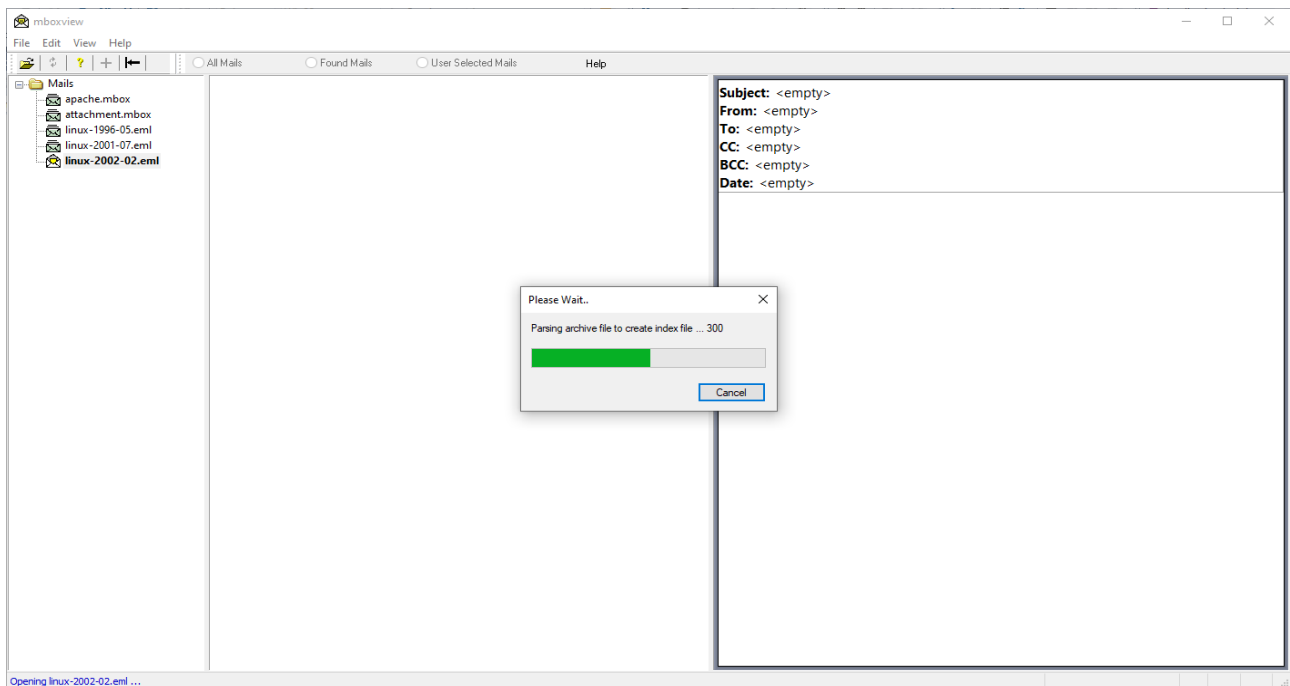 mboxview
File Edit View Help
All Mails Found Mails User Selected Mails Help
Mails
apache.mbox
attachment.mbox
linux-1996-05.eml
linux-2001-07.eml
linux-2002-02.eml
Subject: <empty>
From: <empty>
To: <empty>
CC: <empty>
BCC: <empty>
Date: <empty>
Please Wait..
Parsing archive file to create index file ... 300
Cancel
Opening linux-2002-02.eml ...